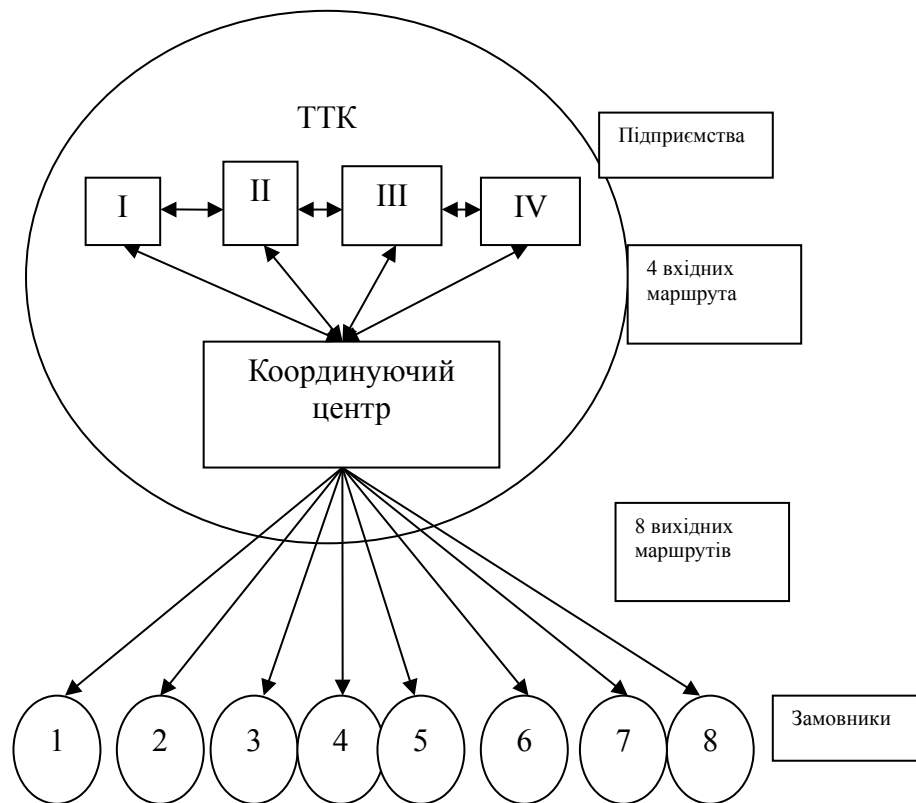 ТТК
Підприємства
I
II
III
IV
4 вхідних
маршрута
Координуючий
центр
8 вихідних
маршрутів
1
2
3
4
5
6
7
8
Замовники